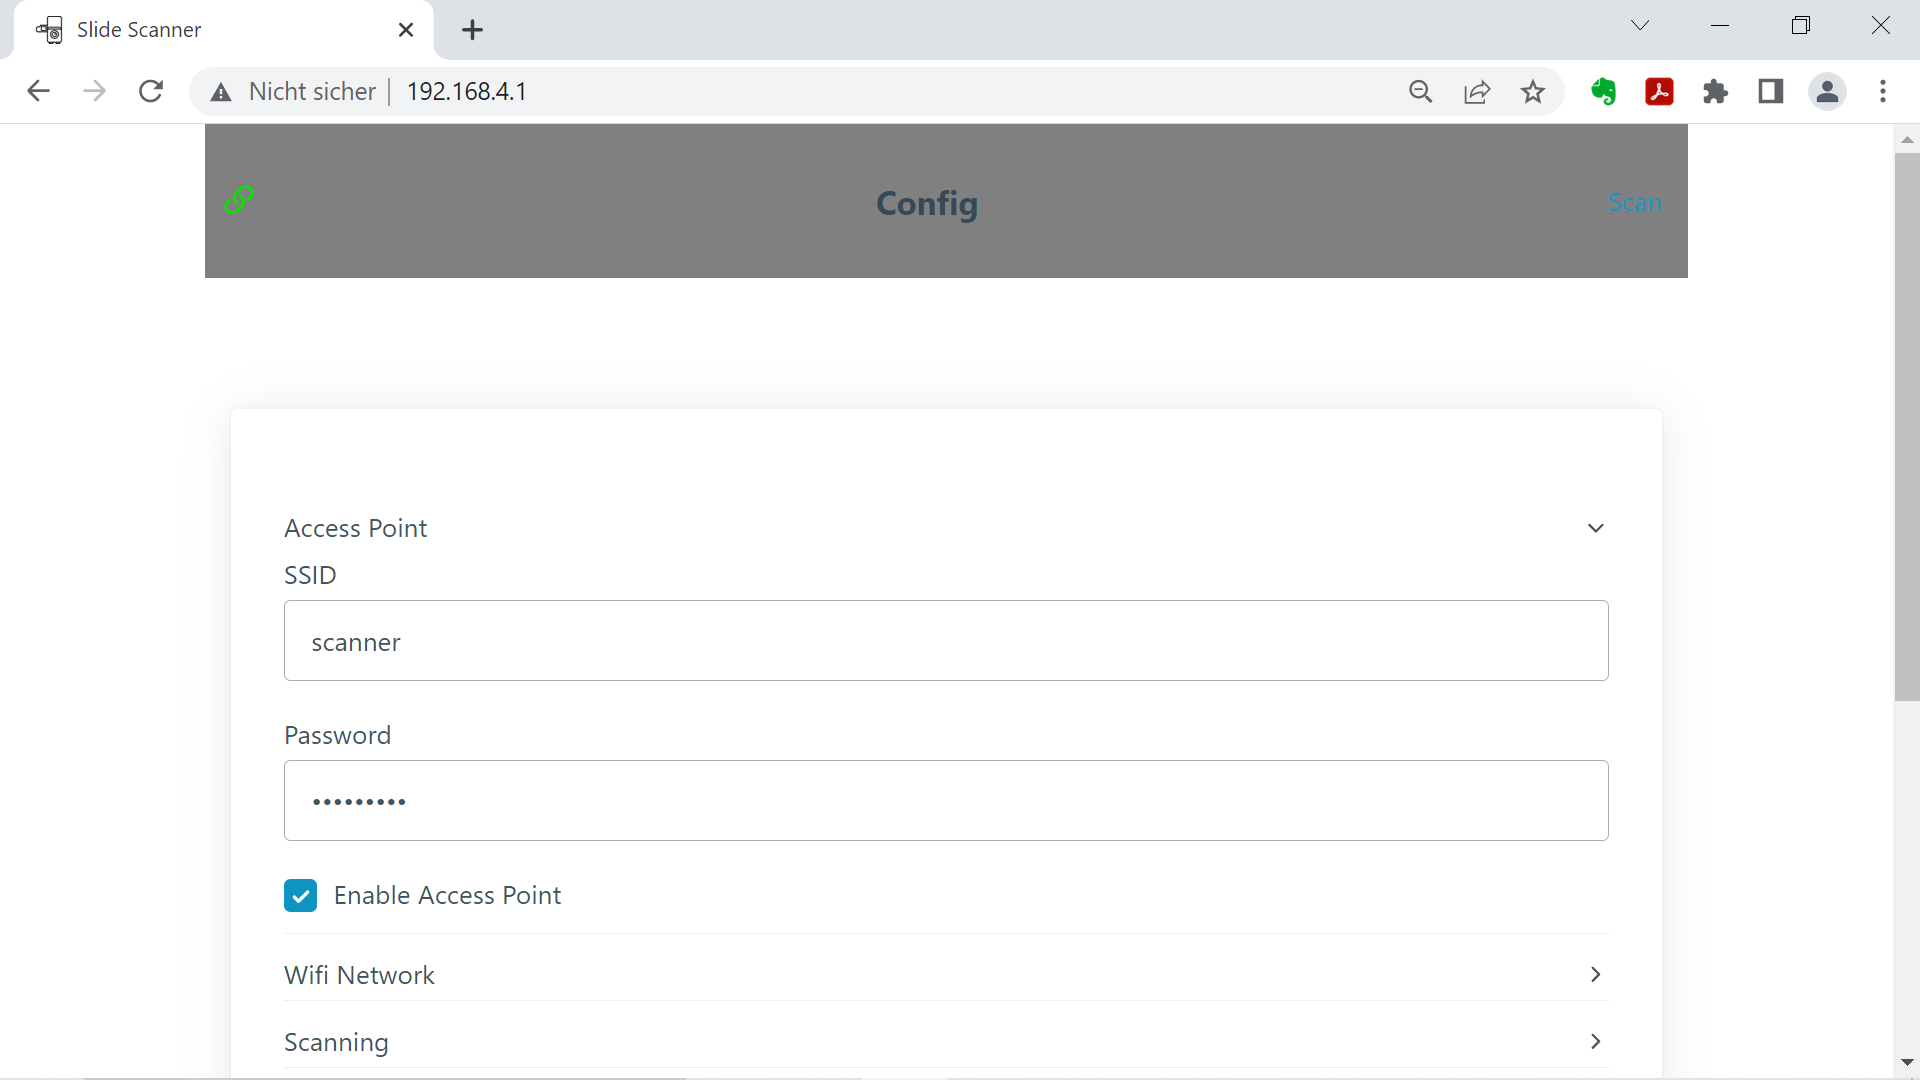 Slide Scanner
Nicht sicher 192.168.4.1
Config
Scan
Access Point
SSID
scanner
Password
•••••••••
Enable Access Point
Wifi Network
Scanning